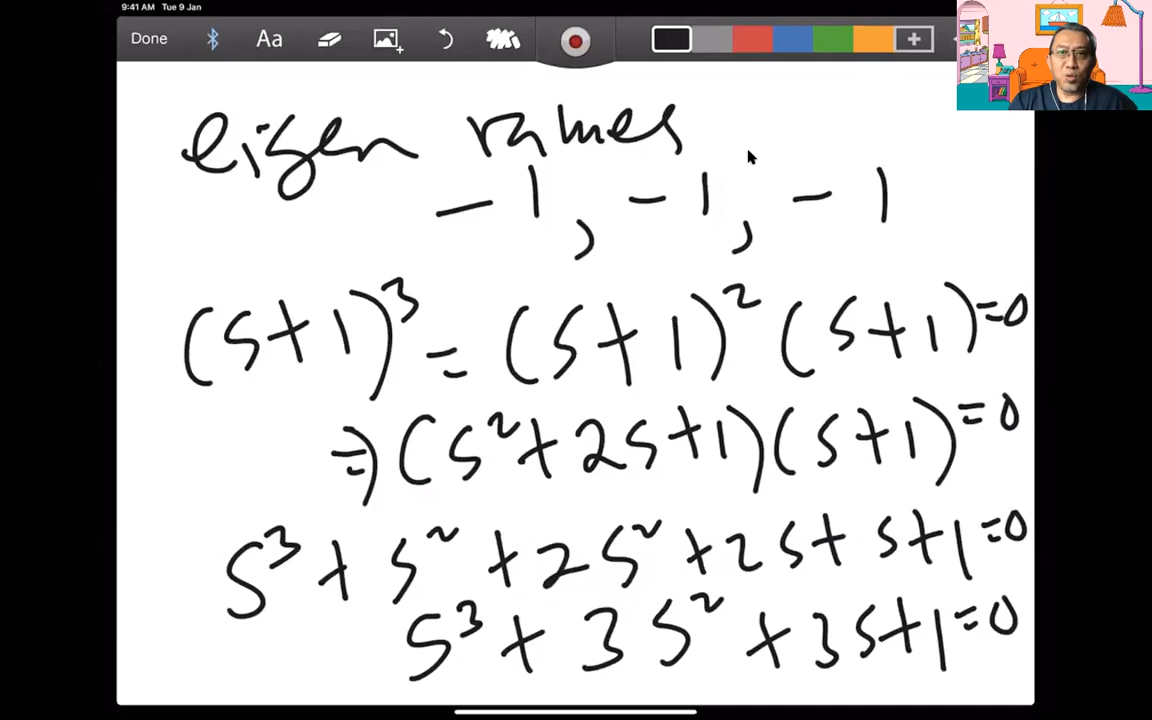 9:41 AM Tue 9 Jan
Done Aa
eigen values
-1, -1, -1
(s+1)³ = (s+1)² (s+1)=0
⇒ (s²+2s+1)(s+1)=0
s³ + s² + 2s² + 2s + s+1=0
s³ + 3s² + 3s+1=0